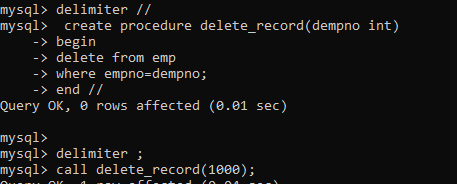 mysql> delimiter //
mysql>  create procedure delete_record(dempno int)
    -> begin
    -> delete from emp
    -> where empno=dempno;
    -> end //
Query OK, 0 rows affected (0.01 sec)
mysql>
mysql> delimiter ;
mysql> call delete_record(1000);
Query OK, 1 row affected (0.01 sec)